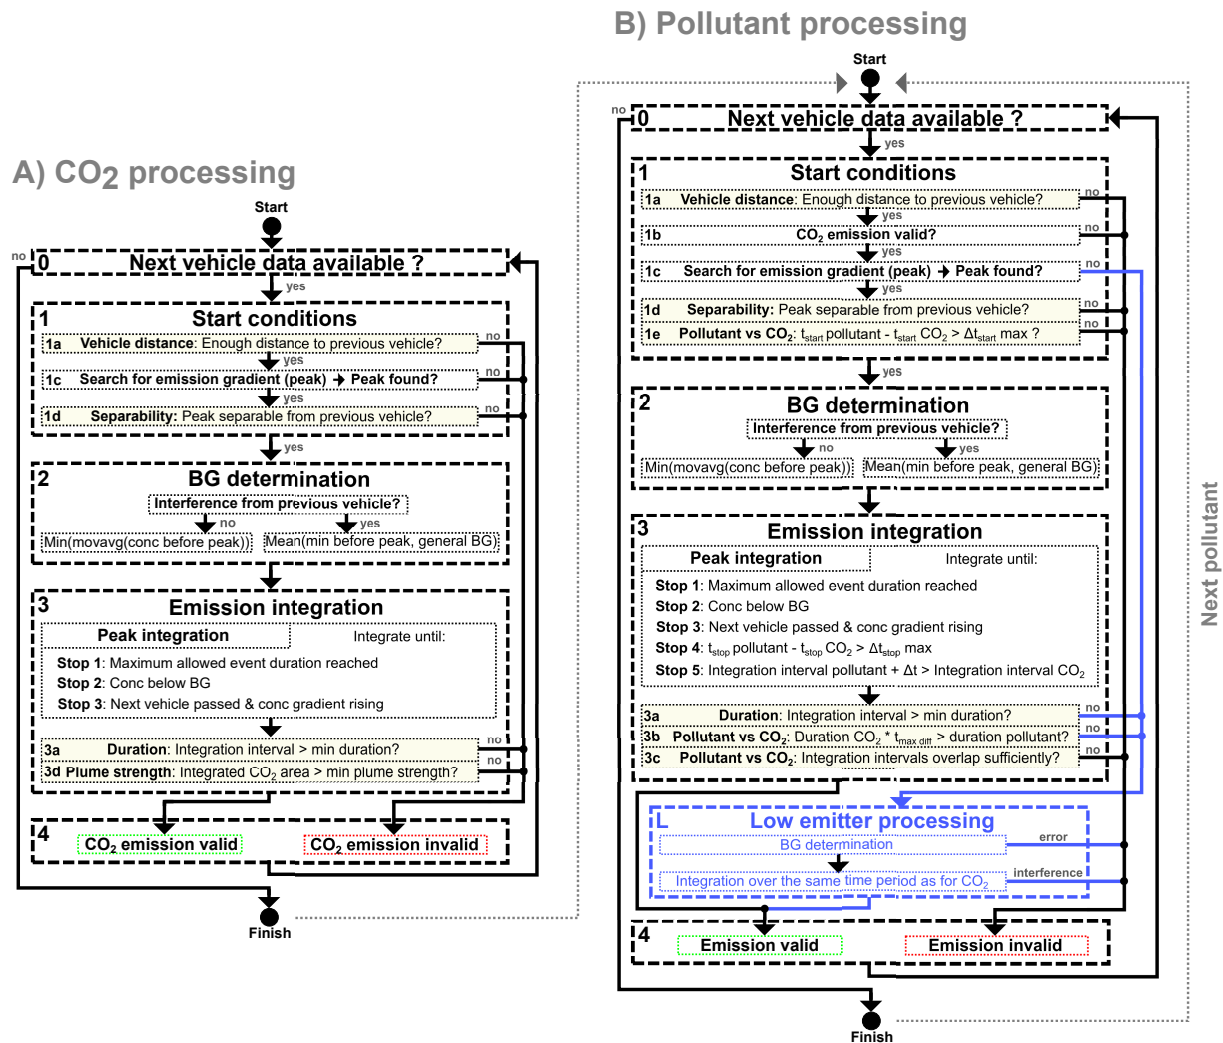 B) Pollutant processing
Start
no
0 Next vehicle data available ?
yes
1 Start conditions
1a Vehicle distance: Enough distance to previous vehicle? no
yes
1b CO2 emission valid? no
yes
1c Search for emission gradient (peak) → Peak found? no
yes
1d Separability: Peak separable from previous vehicle? no
1e Pollutant vs CO2: tstart pollutant - tstart CO2 > Δtstart max ? no
yes
2 BG determination
Interference from previous vehicle?
no yes
Min(movavg(conc before peak)) Mean(min before peak, general BG)
3 Emission integration
Peak integration Integrate until:
Stop 1: Maximum allowed event duration reached
Stop 2: Conc below BG
Stop 3: Next vehicle passed & conc gradient rising
Stop 4: tstop pollutant - tstop CO2 > Δtstop max
Stop 5: Integration interval pollutant + Δt > Integration interval CO2
3a Duration: Integration interval > min duration? no
3b Pollutant vs CO2: Duration CO2 * tmax diff > duration pollutant? no
3c Pollutant vs CO2: Integration intervals overlap sufficiently? no
L Low emitter processing
BG determination error
Integration over the same time period as for CO2 interference
4 Emission valid Emission invalid
Finish
Next pollutant
A) CO2 processing
Start
no
0 Next vehicle data available ?
yes
1 Start conditions
1a Vehicle distance: Enough distance to previous vehicle? no
yes
1c Search for emission gradient (peak) → Peak found? no
yes
1d Separability: Peak separable from previous vehicle? no
yes
2 BG determination
Interference from previous vehicle?
no yes
Min(movavg(conc before peak)) Mean(min before peak, general BG)
3 Emission integration
Peak integration Integrate until:
Stop 1: Maximum allowed event duration reached
Stop 2: Conc below BG
Stop 3: Next vehicle passed & conc gradient rising
3a Duration: Integration interval > min duration? no
3d Plume strength: Integrated CO2 area > min plume strength? no
4 CO2 emission valid CO2 emission invalid
Finish